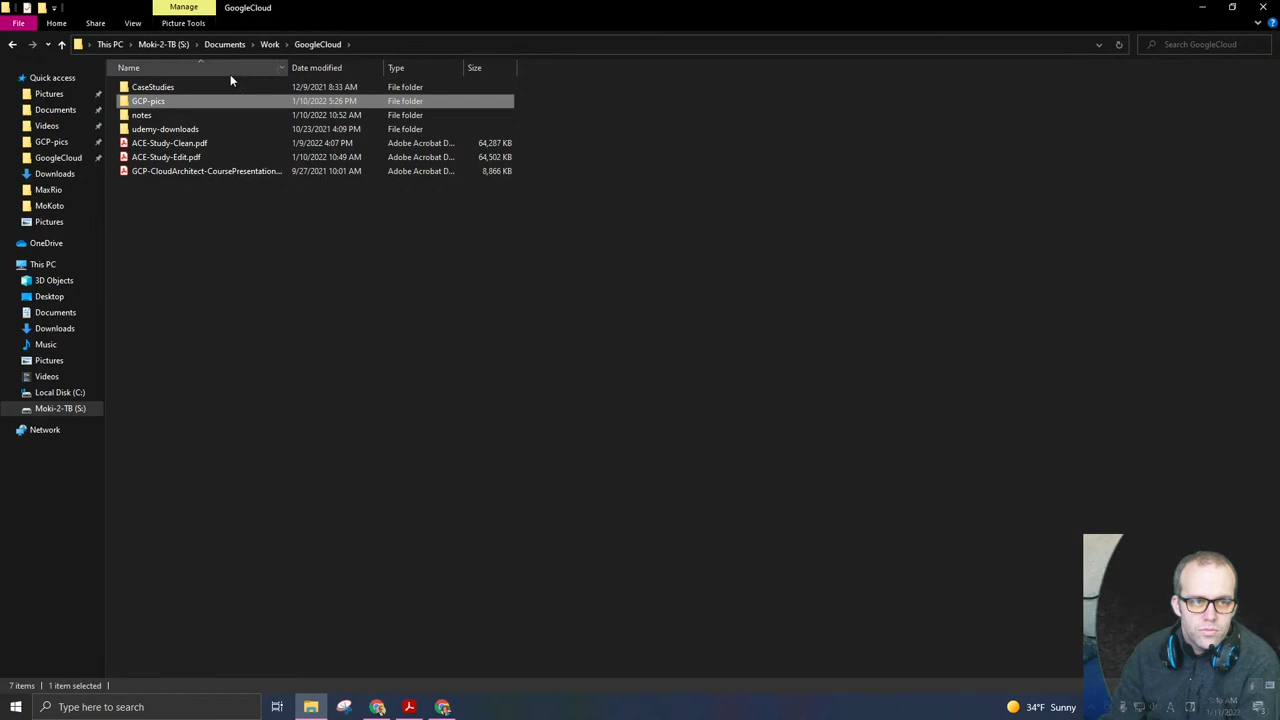 Manage
GoogleCloud
File
Home
Share
View
Picture Tools
This PC
Moki-2-TB (S:)
Documents
Work
GoogleCloud
Search GoogleCloud
Name
Date modified
Type
Size
Quick access
Pictures
Documents
Videos
GCP-pics
GoogleCloud
Downloads
MaxRio
MoKoto
Pictures
OneDrive
This PC
3D Objects
Desktop
Documents
Downloads
Music
Pictures
Videos
Local Disk (C:)
Moki-2-TB (S:)
Network
CaseStudies 12/9/2021 8:33 AM File folder
GCP-pics 1/10/2022 5:26 PM File folder
notes 1/10/2022 10:52 AM File folder
udemy-downloads 10/23/2021 4:09 PM File folder
ACE-Study-Clean.pdf 1/9/2022 4:07 PM Adobe Acrobat D... 64,287 KB
ACE-Study-Edit.pdf 1/10/2022 10:49 AM Adobe Acrobat D... 64,502 KB
GCP-CloudArchitect-CoursePresentation... 9/27/2021 10:01 AM Adobe Acrobat D... 8,866 KB
7 items
1 item selected
Type here to search
34°F Sunny